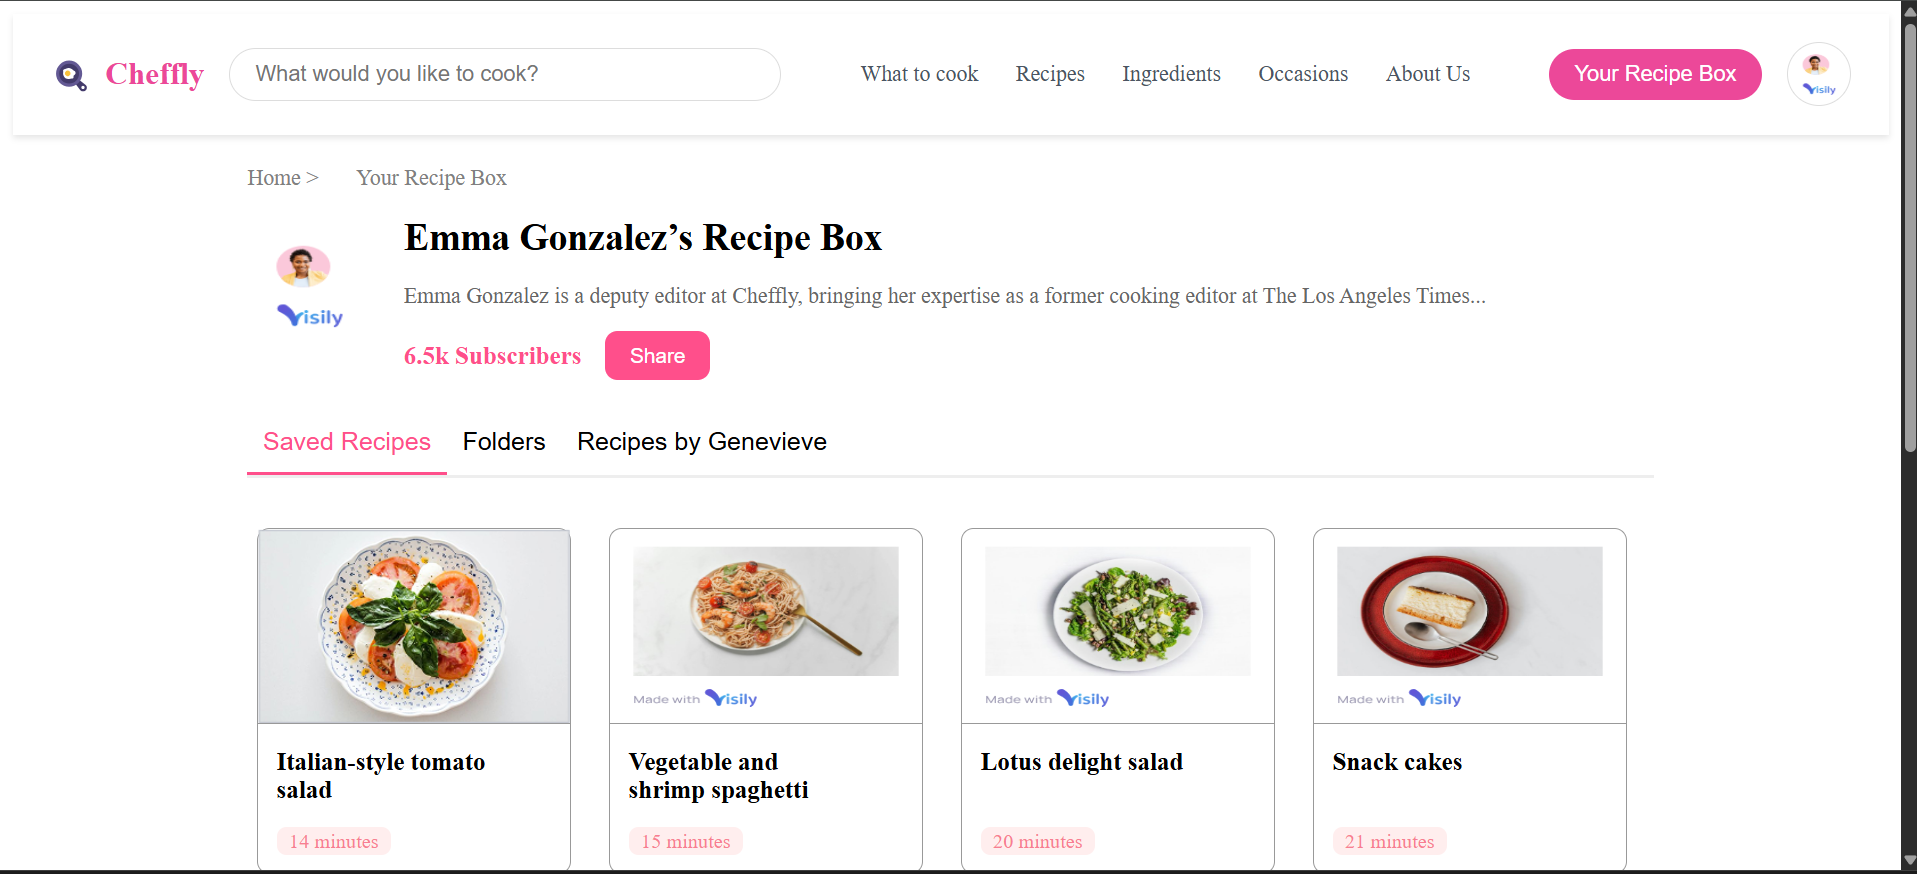 Cheffly
What would you like to cook?
What to cook
Recipes
Ingredients
Occasions
About Us
Your Recipe Box
Visily
Home >
Your Recipe Box
Emma Gonzalez’s Recipe Box
Emma Gonzalez is a deputy editor at Cheffly, bringing her expertise as a former cooking editor at The Los Angeles Times...
Visily
6.5k Subscribers
Share
Saved Recipes
Folders
Recipes by Genevieve
Italian-style tomato
salad
14 minutes
Made with Visily
Vegetable and
shrimp spaghetti
15 minutes
Made with Visily
Lotus delight salad
20 minutes
Made with Visily
Snack cakes
21 minutes